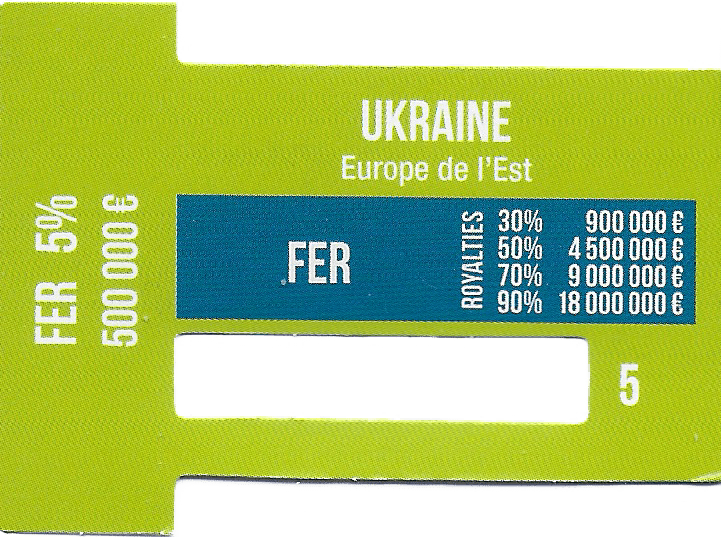 UKRAINE
Europe de l'Est
FER 5%
500 000 €
FER
ROYALTIES
30% 900 000 €
50% 4 500 000 €
70% 9 000 000 €
90% 18 000 000 €
5